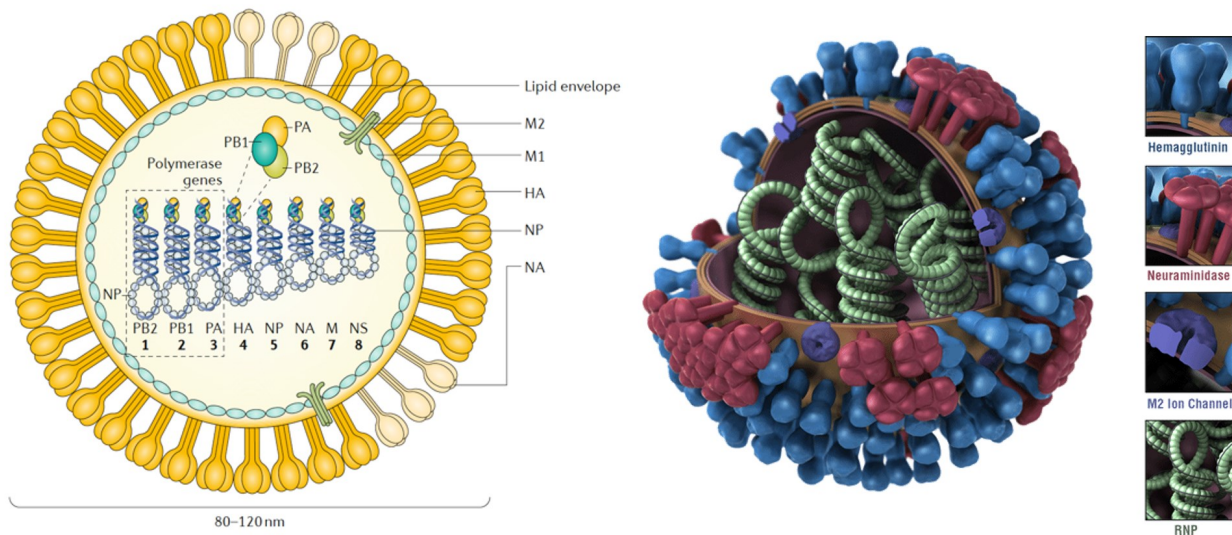 Lipid envelope
M2
M1
HA
NP
NA
PA
PB1
PB2
Polymerase
genes
NP
PB2 PB1 PA HA NP NA M NS
1 2 3 4 5 6 7 8
80–120 nm
Hemagglutinin
Neuraminidase
M2 Ion Channel
RNP